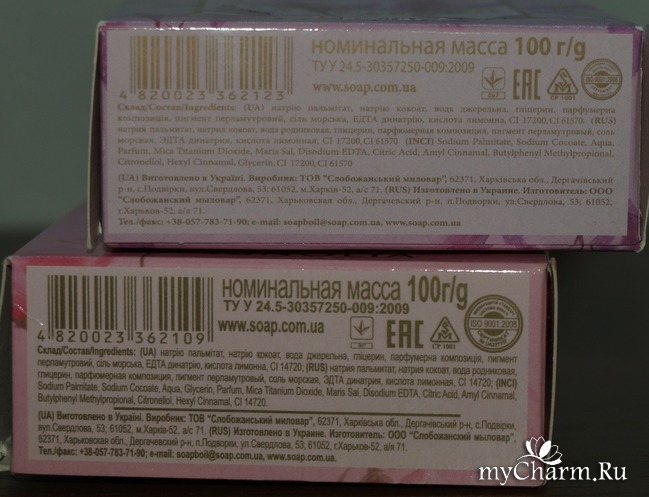 номинальная масса 100 г/g
ТУ У 24.5-30357250-009:2009
www.soap.com.ua
4 820023 362123
007
ЕАС
СР 1801
ISO 9001:2008
Склад/Состав/Ingredients: (UA) натрію пальмітат, натрію кокоат, вода джерельна, гліцерин, парфумерна
композиція, пігмент перламутровий, сіль морська, ЕДТА динатрію, кислота лимонна, CI 17200,CI 61570. (RUS)
натрия пальмитат, натрия кокоат, вода родниковая, глицерин, парфюмерная композиция, пигмент перламутровый, соль
морская, ЭДТА динатрия, кислота лимонная, CI 17200,CI 61570 (INCI) Sodium Palmitate, Sodium Cocoate, Aqua,
Parfum, Mica Titanium Dioxide, Maris Sal, Disodium EDTA, Citric Acid, Amyl Cinnamal, Butylphenyl Methylpropional,
Citronellol, Hexyl Cinnamal, Glycerin, CI 17200,CI 61570
(UA) Виготовлено в Україні. Виробник: ТОВ "Слобожанський миловар", 62371, Харківська обл., Дергачівський
р-н, с.Подвірки, вул.Свердлова, 53; 61052, м.Харків-52, а/с 71. (RUS) Изготовлено в Украине. Изготовитель: ООО
"Слобожанский мыловар", 62371, Харьковская обл., Дергачевский р-н, п.Подворки, ул.Свердлова, 53; 61052,
г.Харьков-52, а/я 71.
Тел./факс: +38-057-783-71-90; e-mail: soapboil@soap.com.ua
номинальная масса 100г/g
ТУ У 24.5-30357250-009:2009
www.soap.com.ua
4 820023 362109
ЕАС
СР 1801
ISO 9001:2008
Склад/Состав/Ingredients: (UA) натрію пальмітат, натрію кокоат, вода джерельна, гліцерин, парфумерна композиція, пігмент
перламутровий, сіль морська, ЕДТА динатрію, кислота лимонна, CI 14720; (RUS) натрия пальмитат, натрия кокоат, вода родниковая,
глицерин, парфюмерная композиция, пигмент перламутровый, соль морская, ЭДТА динатрия, кислота лимонная, CI 14720; (INCI)
Sodium Palmitate, Sodium Cocoate, Aqua, Glycerin, Parfum, Mica Titanium Dioxide, Maris Sal, Disodium EDTA, Citric Acid, Amyl Cinnamal,
Butylphenyl Methylpropional, Citronellol, Hexyl Cinnamal, CI 14720.
(UA) Виготовлено в Україні. Виробник: ТОВ "Слобожанський миловар", 62371, Харківська обл., Дергачівський р-н, с.Подвірки,
вул.Свердлова, 53; 61052, м.Харків-52, а/с 71. (RUS) Изготовлено в Украине. Изготовитель: ООО "Слобожанский мыловар",
62371, Харьковская обл., Дергачевский р-н, п.Подворки, ул.Свердлова, 53; 61052, г.Харьков-52, а/я 71.
Тел./факс: +38-057-783-71-90; e-mail: soapboil@soap.com.ua
myCharm.Ru